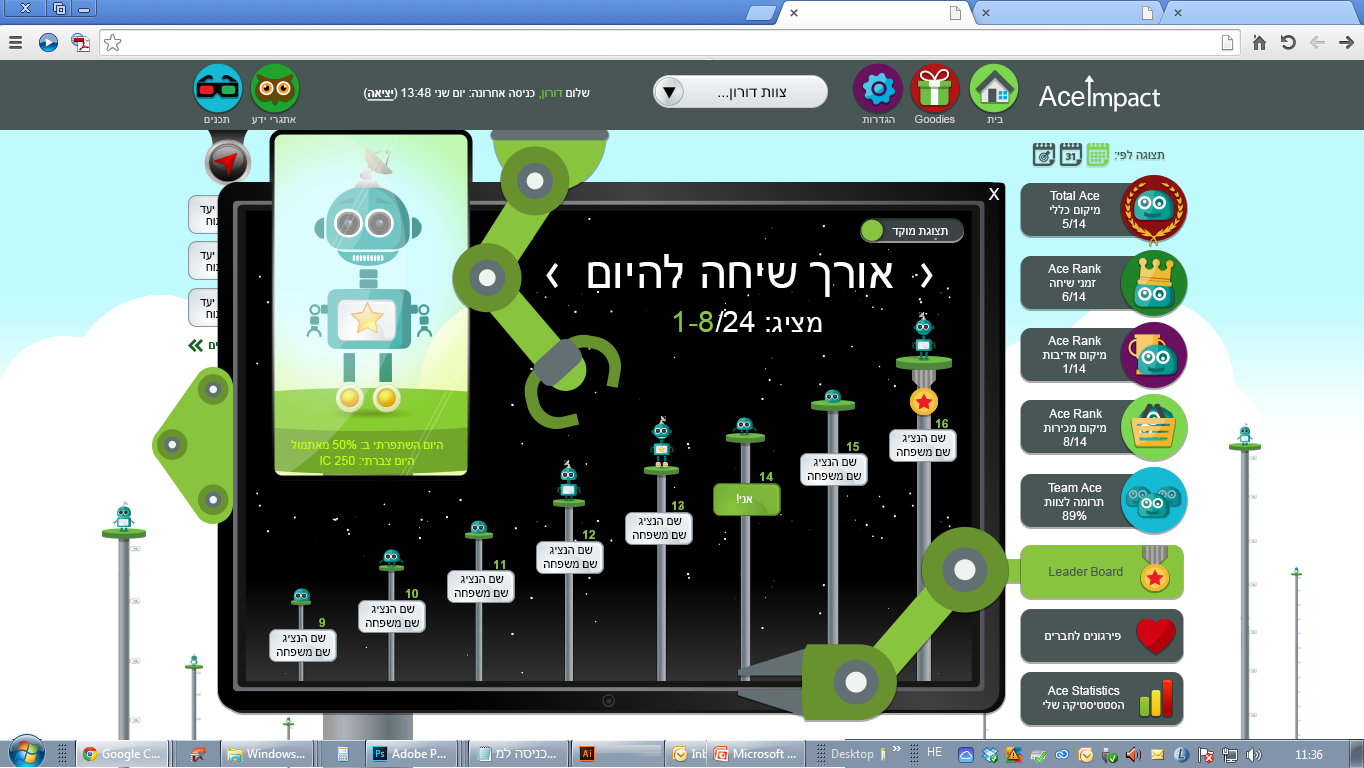 AceImpact
בית
Goodies
הגדרות
צוות דורון...
שלום דורון, כניסה אחרונה: יום שני 13:48 (יציאה)
אתגרי ידע
תכנים
תצוגה לפי:
31
Total Ace
מיקום כללי
5/14
Ace Rank
זמני שיחה
6/14
Ace Rank
מיקום אדיבות
1/14
Ace Rank
מיקום מכירות
8/14
Team Ace
תרומה לצוות
89%
Leader Board
פירגונים לחברים
Ace Statistics
הסטטיסטיקה שלי
X
תצוגת מוקד
אורך שיחה להיום
מציג: 1-8/24
היום השתפרתי ב: 50% מאתמול
היום צברתי: 250 IC
16
שם הנציג
שם משפחה
15
שם הנציג
שם משפחה
14
אני!
13
שם הנציג
שם משפחה
12
שם הנציג
שם משפחה
11
שם הנציג
שם משפחה
10
שם הנציג
שם משפחה
9
שם הנציג
שם משפחה
יעד
יעד
יעד
Google C...
Windows...
Adobe P...
כניסה למ...
Inb
Microsoft ...
Desktop
HE
11:36